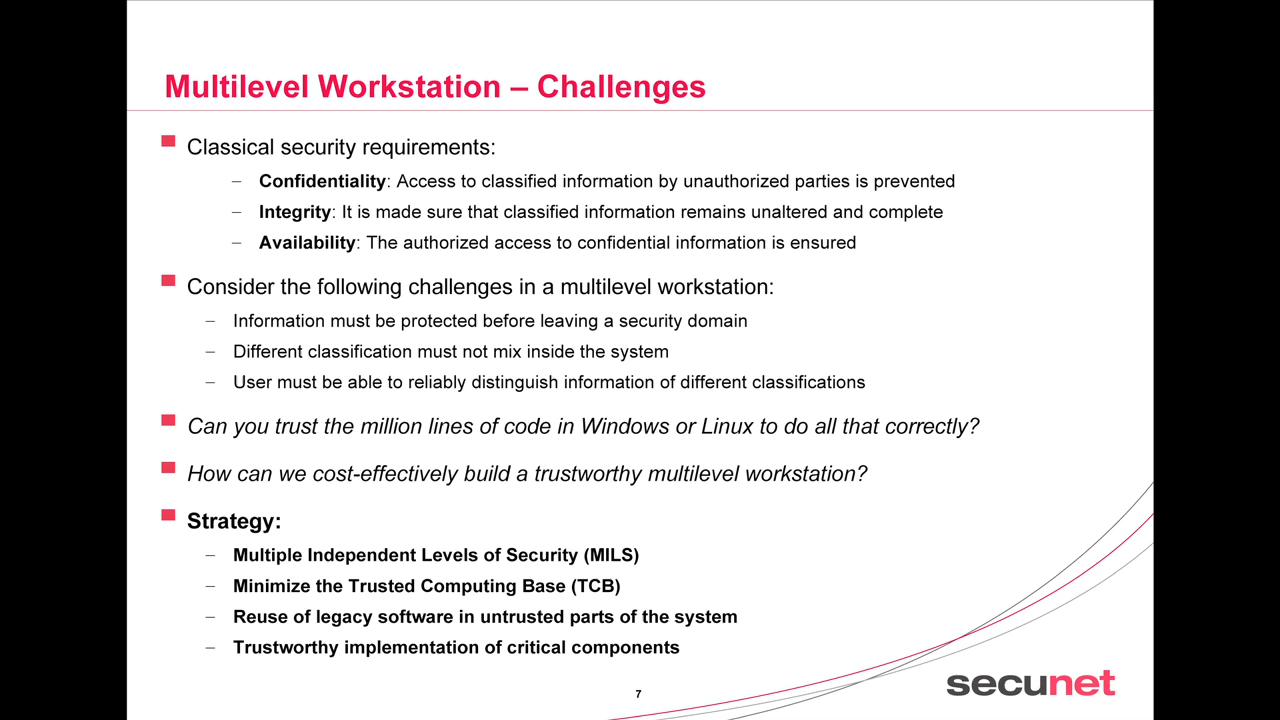 Multilevel Workstation – Challenges
Classical security requirements:
– Confidentiality: Access to classified information by unauthorized parties is prevented
– Integrity: It is made sure that classified information remains unaltered and complete
– Availability: The authorized access to confidential information is ensured
Consider the following challenges in a multilevel workstation:
– Information must be protected before leaving a security domain
– Different classification must not mix inside the system
– User must be able to reliably distinguish information of different classifications
Can you trust the million lines of code in Windows or Linux to do all that correctly?
How can we cost-effectively build a trustworthy multilevel workstation?
Strategy:
– Multiple Independent Levels of Security (MILS)
– Minimize the Trusted Computing Base (TCB)
– Reuse of legacy software in untrusted parts of the system
– Trustworthy implementation of critical components
7
secunet